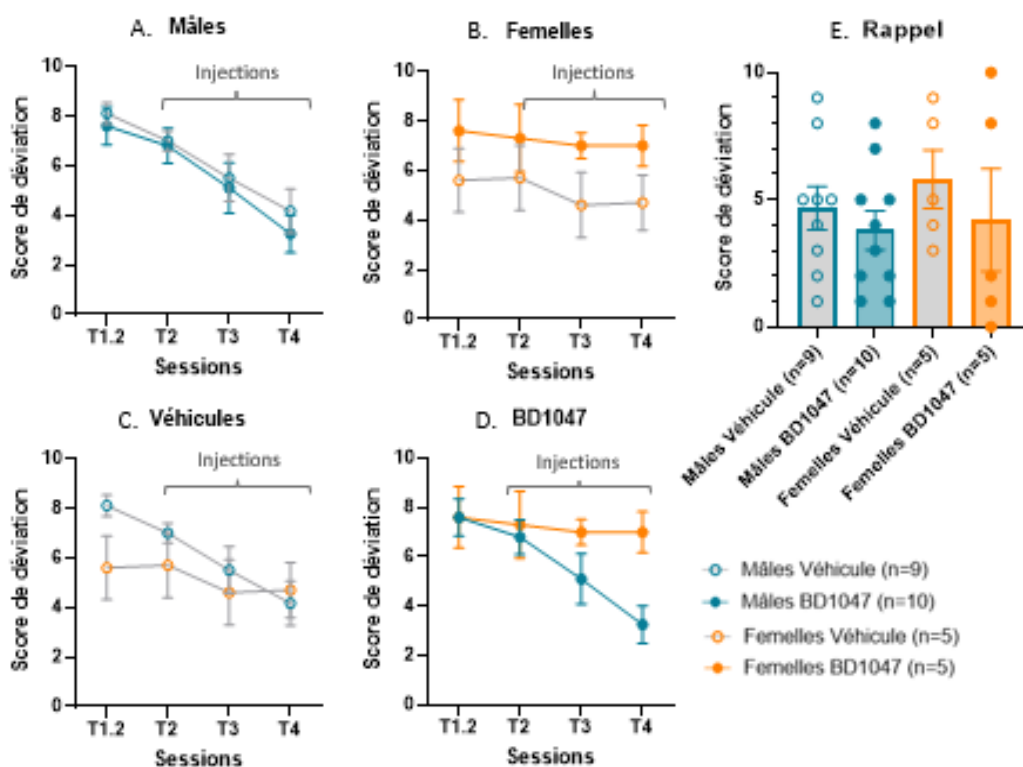 A. Mâles
Injections
Score de déviation
10
8
6
4
2
0
T1.2 T2 T3 T4
Sessions
B. Femelles
Injections
Score de déviation
10
8
6
4
2
0
T1.2 T2 T3 T4
Sessions
E. Rappel
Score de déviation
10
5
0
Mâles Véhicule (n=9)
Mâles BD1047 (n=10)
Femelles Véhicule (n=5)
Femelles BD1047 (n=5)
C. Véhicules
Injections
Score de déviation
10
8
6
4
2
0
T1.2 T2 T3 T4
Sessions
D. BD1047
Injections
Score de déviation
10
8
6
4
2
0
T1.2 T2 T3 T4
Sessions
Mâles Véhicule (n=9)
Mâles BD1047 (n=10)
Femelles Véhicule (n=5)
Femelles BD1047 (n=5)